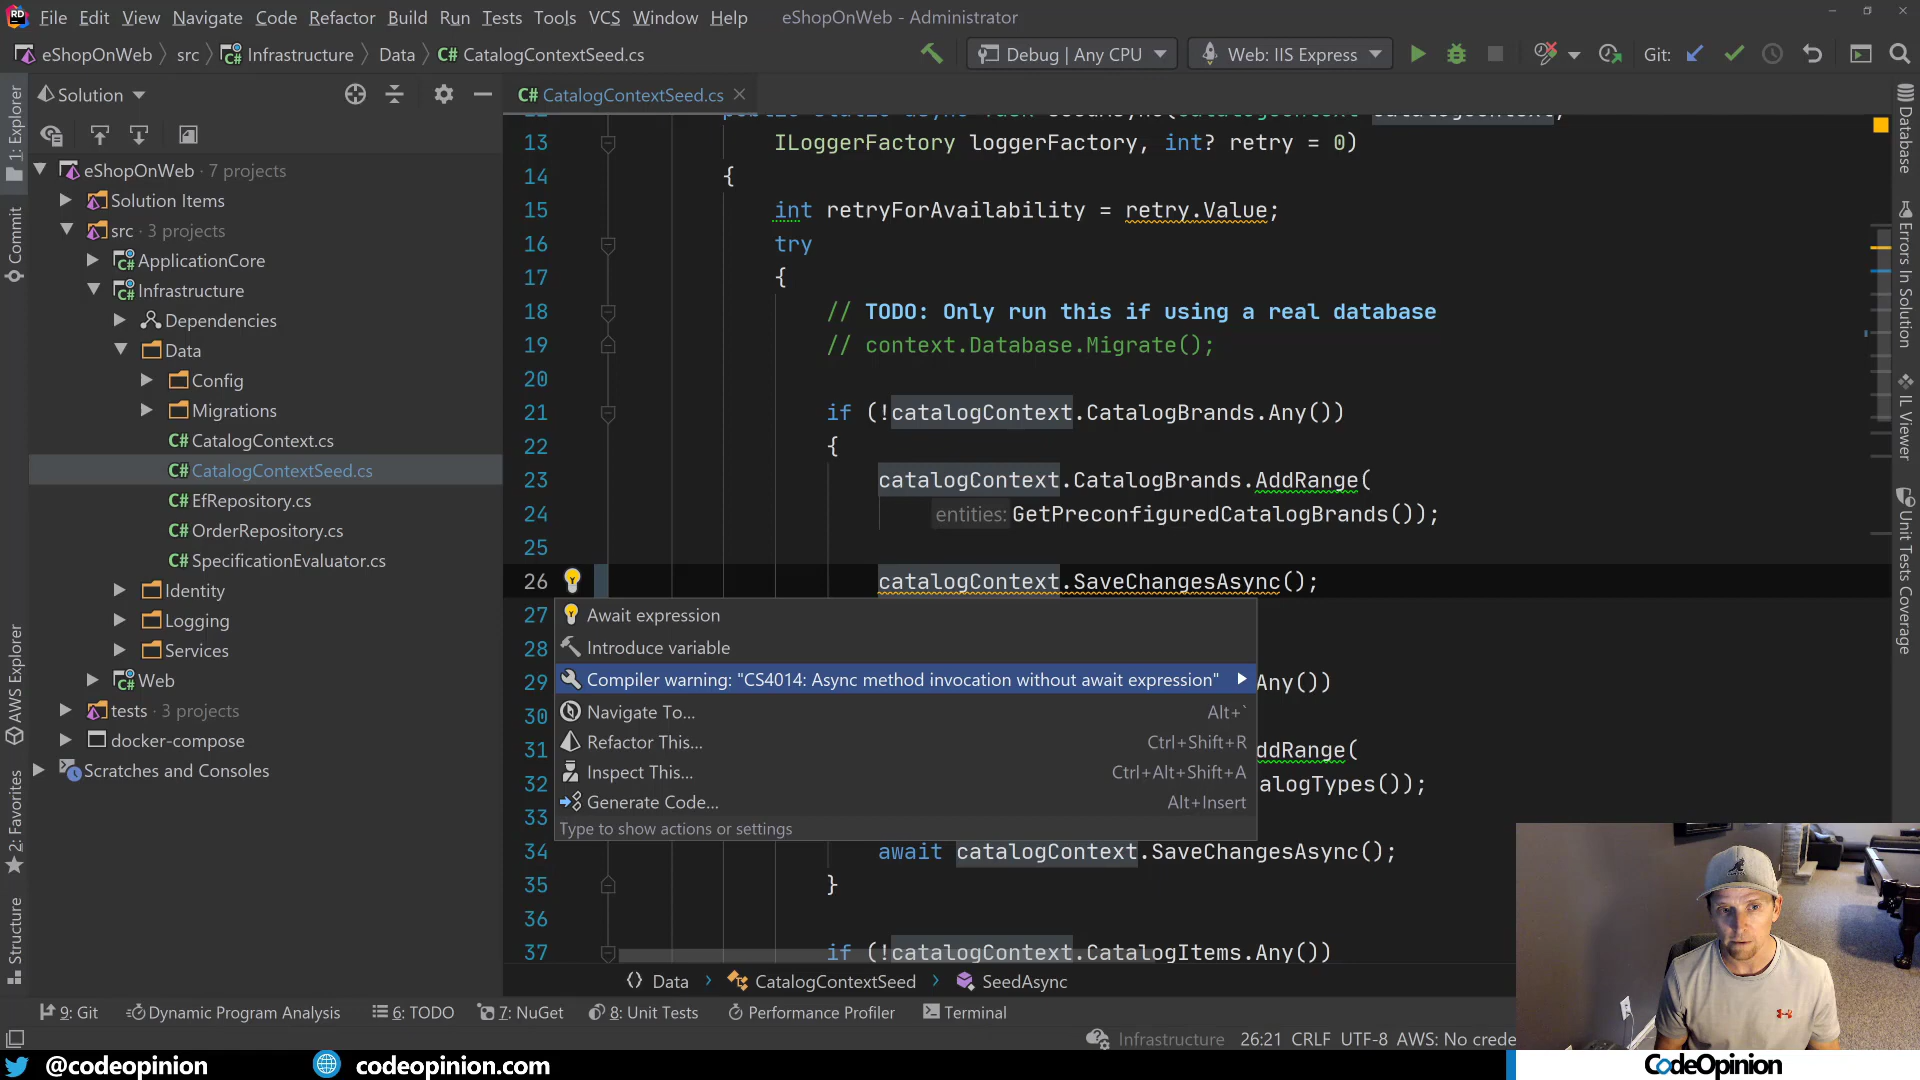 File Edit View Navigate Code Refactor Build Run Tests Tools VCS Window Help eShopOnWeb - Administrator
eShopOnWeb src Infrastructure Data C# CatalogContextSeed.cs Debug | Any CPU Web: IIS Express Git:
Solution
C# CatalogContextSeed.cs
eShopOnWeb · 7 projects
Solution Items
src · 3 projects
ApplicationCore
Infrastructure
Dependencies
Data
Config
Migrations
C# CatalogContext.cs
C# CatalogContextSeed.cs
C# EfRepository.cs
C# OrderRepository.cs
C# SpecificationEvaluator.cs
Identity
Logging
Services
Web
tests · 3 projects
docker-compose
Scratches and Consoles
1: Explorer
Commit
AWS Explorer
2: Favorites
Structure
13 ILoggerFactory loggerFactory, int? retry = 0)
14 {
15 int retryForAvailability = retry.Value;
16 try
17 {
18 // TODO: Only run this if using a real database
19 // context.Database.Migrate();
20
21 if (!catalogContext.CatalogBrands.Any())
22 {
23 catalogContext.CatalogBrands.AddRange(
24 entities: GetPreconfiguredCatalogBrands());
25
26 catalogContext.SaveChangesAsync();
27 Await expression
28 Introduce variable
29 Compiler warning: "CS4014: Async method invocation without await expression" Any())
30 Navigate To... Alt+`
31 Refactor This... Ctrl+Shift+R ddRange(
Inspect This... Ctrl+Alt+Shift+A
32 alogTypes());
33 Generate Code... Alt+Insert
Type to show actions or settings
34 await catalogContext.SaveChangesAsync();
35 }
36
37 if (!catalogContext.CatalogItems.Any())
Database
Errors In Solution
IL Viewer
Unit Tests Coverage
Data CatalogContextSeed SeedAsync
9: Git Dynamic Program Analysis 6: TODO 7: NuGet 8: Unit Tests Performance Profiler Terminal
Infrastructure 26:21 CRLF UTF-8 AWS: No crede
@codeopinion codeopinion.com CodeOpinion